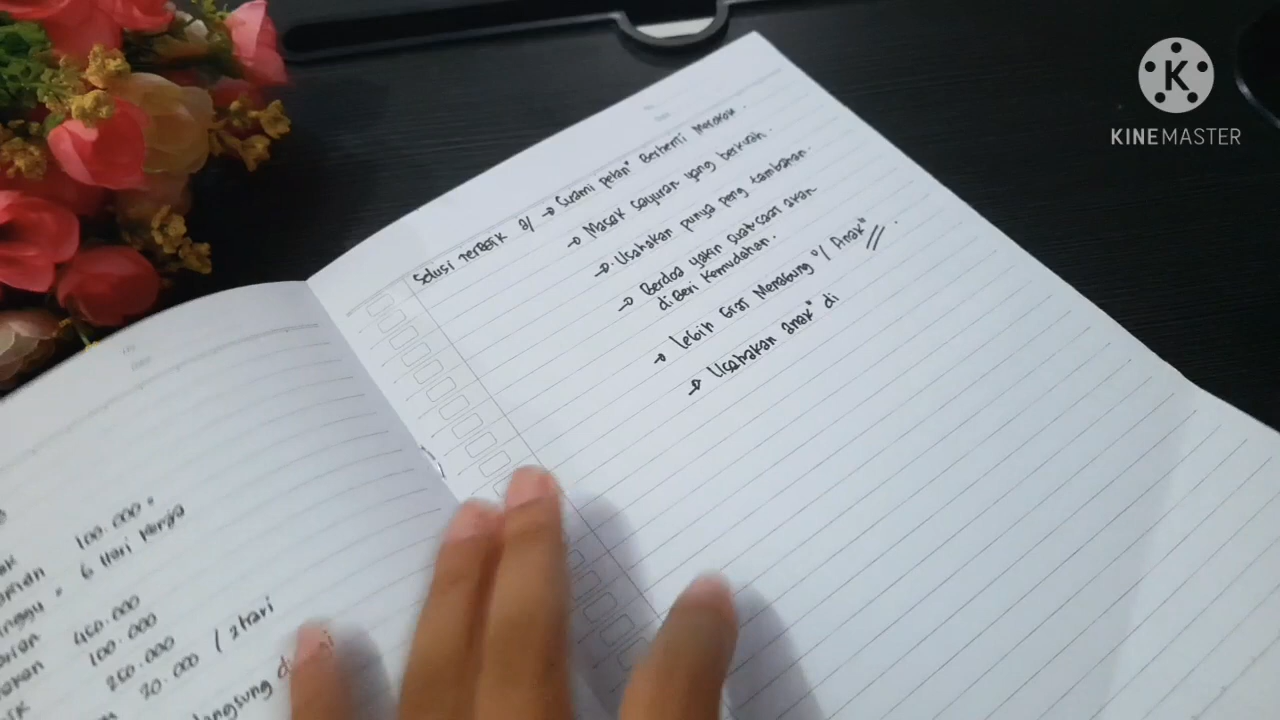 KINEMASTER
Solusi terbaik a/ → Suami pelan" Berhenti Merokok.
→ Masak sayuran yang berkuah.
→ Usahakan punya peng tambahan.
→ Berdoa yakin suatu saat akan
di Beri Kemudahan.
→ Lebih Giat Menabung u/ Anak"
→ Usahakan anak" di
100.000"
6 Hari Kerja
450.000
100.000
250.000
20.000 / 2 hari
langsung